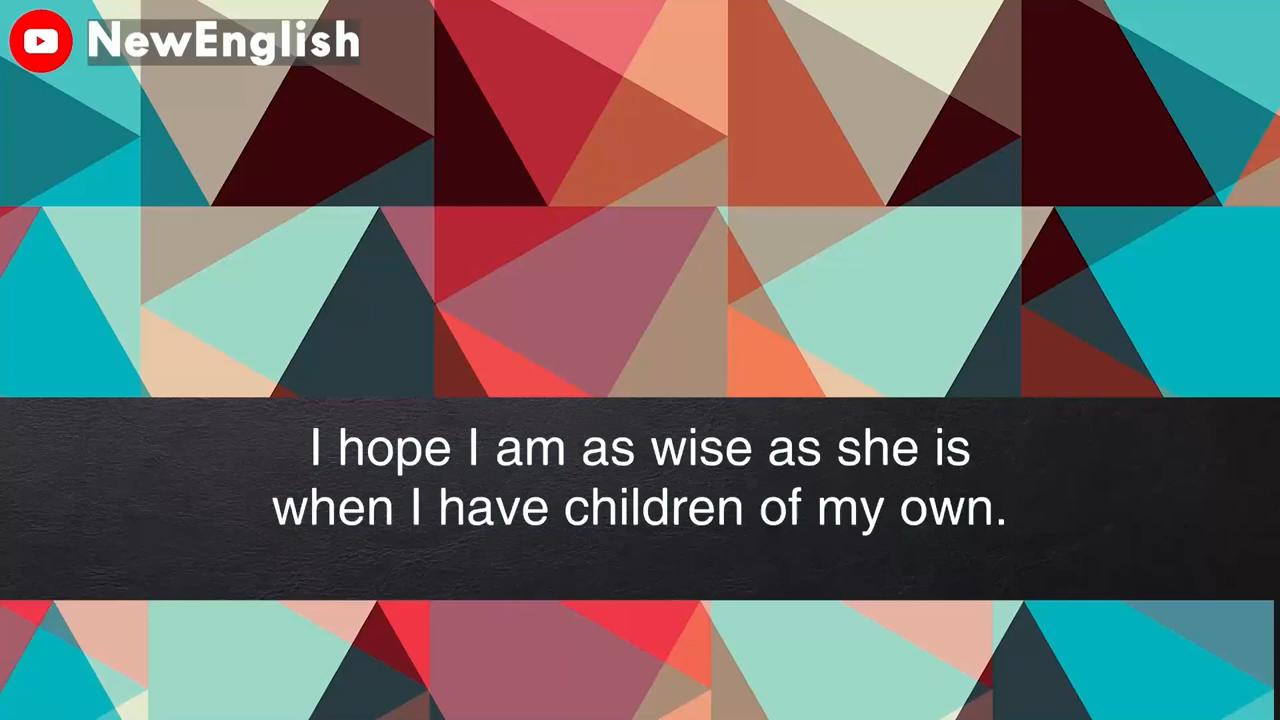 NewEnglish
I hope I am as wise as she is
when I have children of my own.